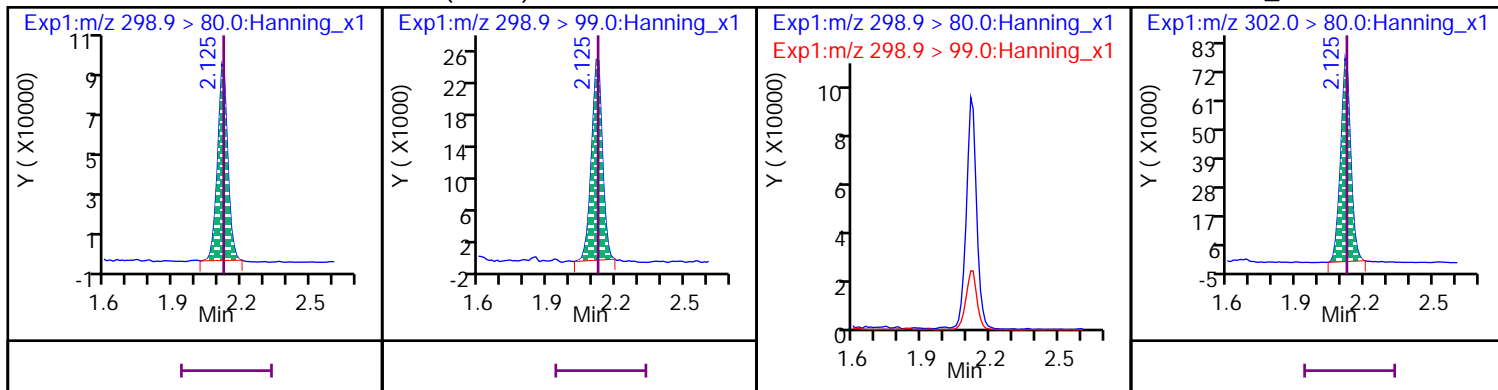 Exp1:m/z 298.9 > 80.0:Hanning_x1
Y ( X10000)
11
9
7
5
3
1
-1
2.125
1.6 1.9 2.2 2.5
Min
Exp1:m/z 298.9 > 99.0:Hanning_x1
Y ( X1000)
26
22
18
14
10
6
2
-2
2.125
1.6 1.9 2.2 2.5
Min
Exp1:m/z 298.9 > 80.0:Hanning_x1
Exp1:m/z 298.9 > 99.0:Hanning_x1
Y ( X10000)
10
8
6
4
2
0
1.6 1.9 2.2 2.5
Min
Exp1:m/z 302.0 > 80.0:Hanning_x1
Y ( X1000)
83
72
61
50
39
28
17
6
-5
2.125
1.6 1.9 2.2 2.5
Min